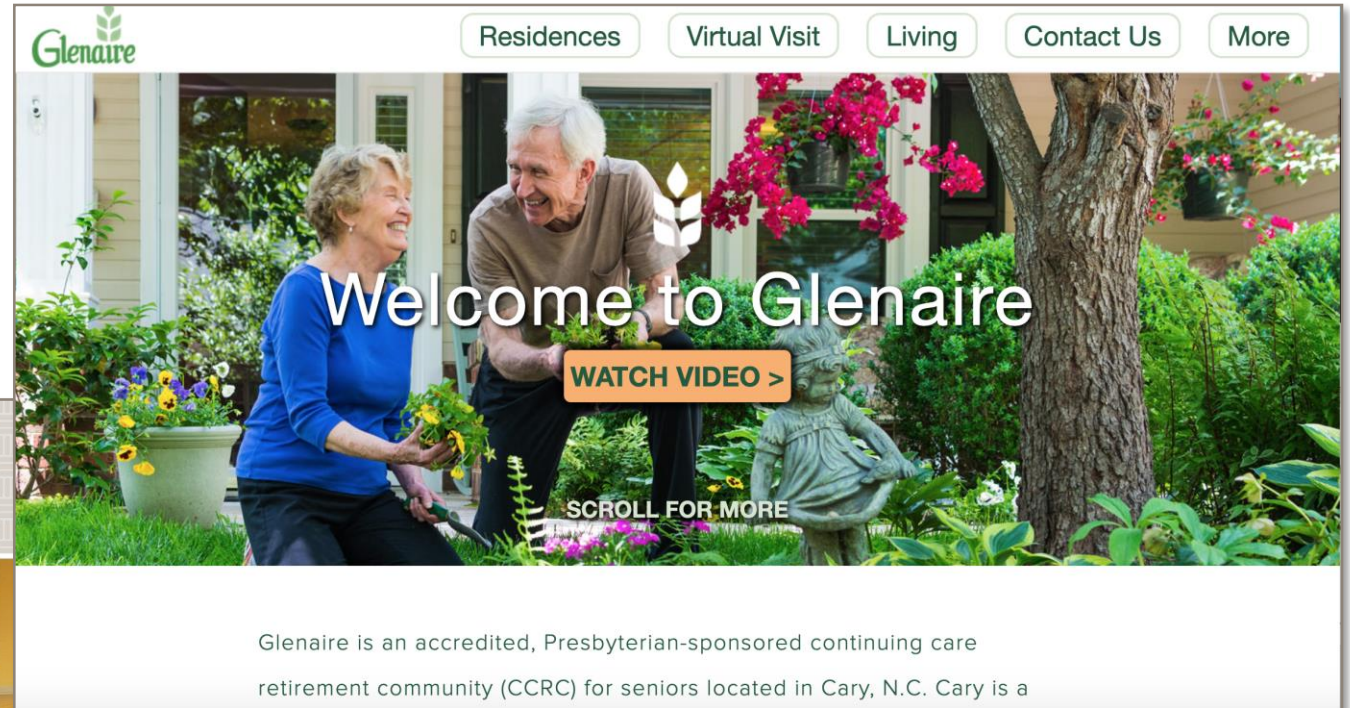 Glenaire
Residences
Virtual Visit
Living
Contact Us
More
Welcome to Glenaire
WATCH VIDEO >
SCROLL FOR MORE
Glenaire is an accredited, Presbyterian-sponsored continuing care
retirement community (CCRC) for seniors located in Cary, N.C. Cary is a